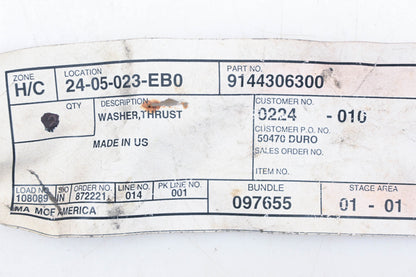 ZONE LOCATION PART NO.
H/C 24-05-023-EB0 9144306300
QTY DESCRIPTION CUSTOMER NO.
WASHER,THRUST 0224 -010
CUSTOMER P.O. NO.
MADE IN US 50470 DURO
SALES ORDER NO.
ITEM NO.
LOAD NO. ORDER NO. LINE NO. PK LINE NO. BUNDLE STAGE AREA
108089 IN 872221 014 001 097655 01 - 01
AMERICA